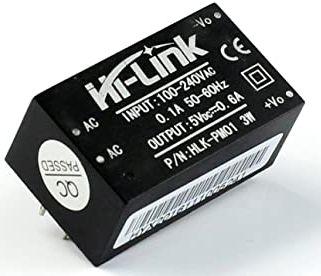 -Vo
Hi-Link
CE
AC
INPUT: 100-240VAC
0.1A 50-60Hz
AC
OUTPUT: 5VDC⎓0.6A
+Vo
P/N:HLK-PM01 3W
QC
PASSED